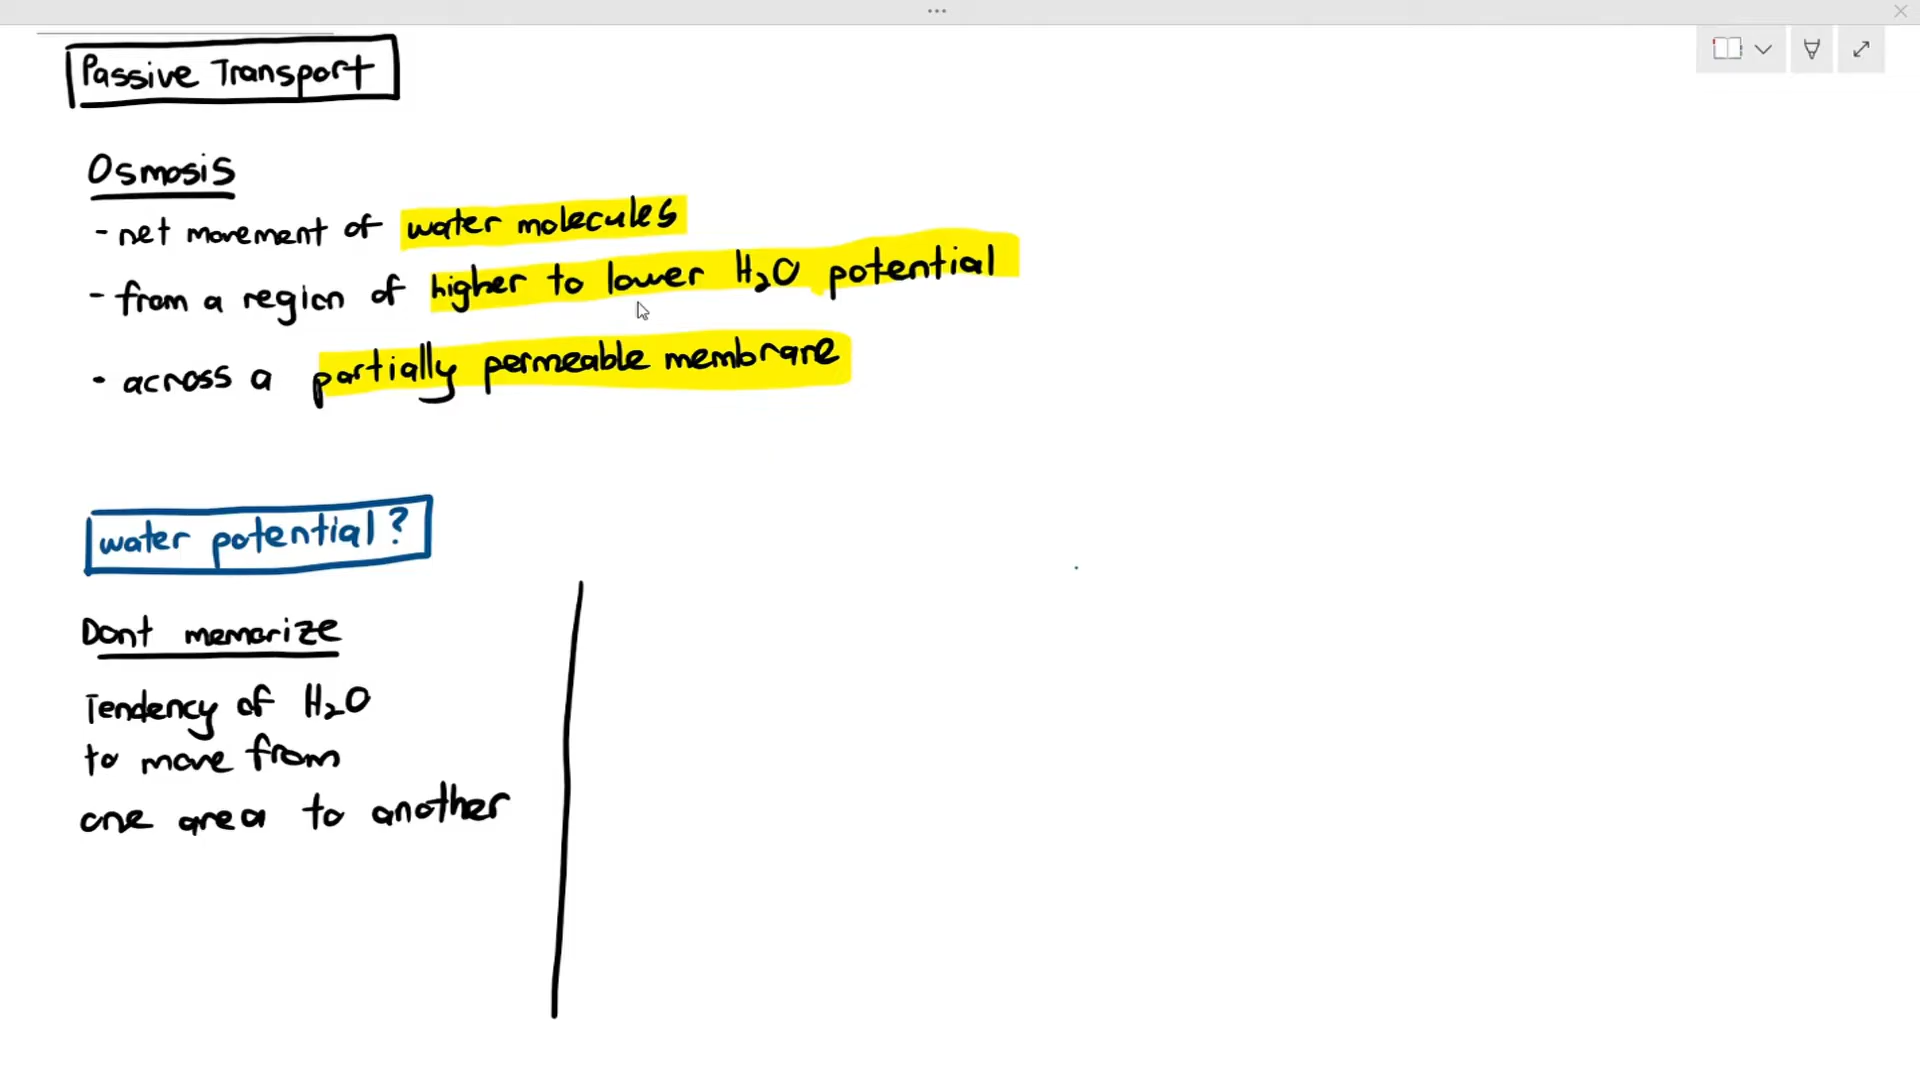 Passive Transport
Osmosis
- net movement of water molecules
- from a region of higher to lower H₂O potential
- across a partially permeable membrane
water potential?
Dont memorize
Tendency of H₂O
to move from
one area to another